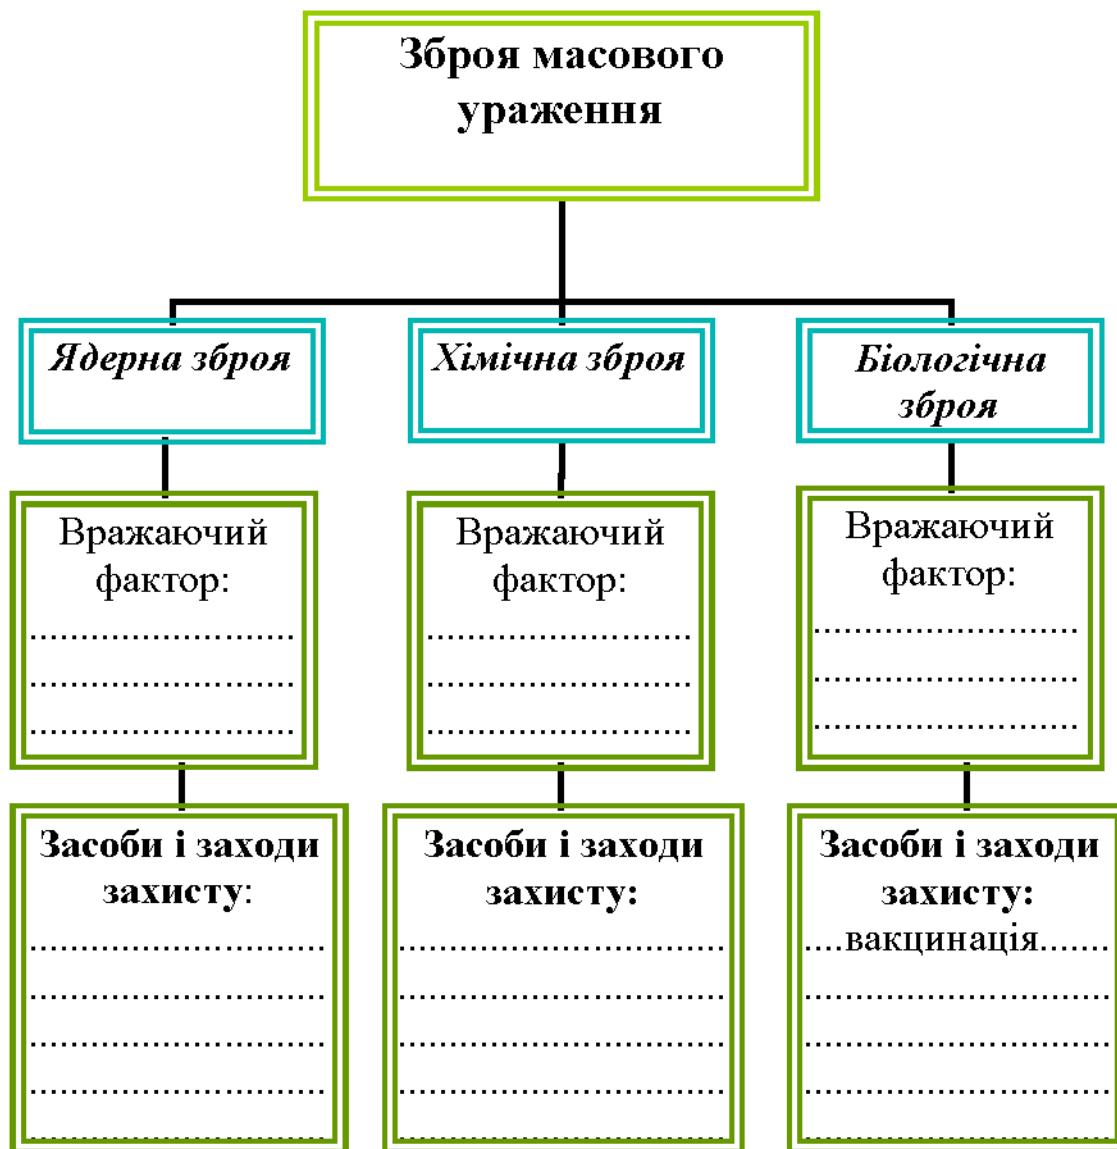 Зброя масового
ураження
Ядерна зброя
Хімічна зброя
Біологічна
зброя
Вражаючий
фактор:
...........................
...........................
...........................
Вражаючий
фактор:
...........................
...........................
...........................
Вражаючий
фактор:
...........................
...........................
...........................
Засоби і заходи
захисту:
..............................
..............................
..............................
..............................
..............................
Засоби і заходи
захисту:
.................................
.................................
.................................
.................................
.................................
Засоби і заходи
захисту:
....вакцинація.......
...............................
...............................
...............................
...............................